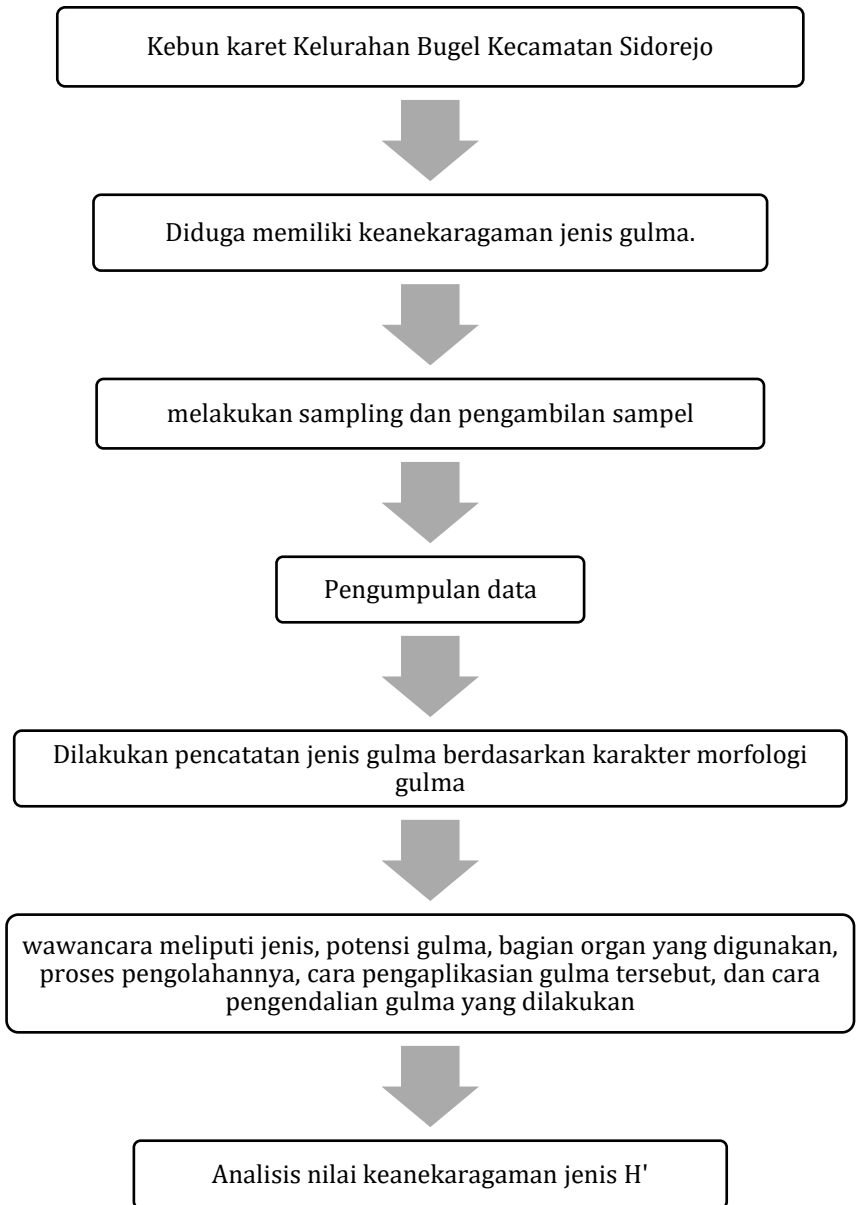 Kebun karet Kelurahan Bugel Kecamatan Sidorejo
Diduga memiliki keanekaragaman jenis gulma.
melakukan sampling dan pengambilan sampel
Pengumpulan data
Dilakukan pencatatan jenis gulma berdasarkan karakter morfologi
gulma
wawancara meliputi jenis, potensi gulma, bagian organ yang digunakan,
proses pengolahannya, cara pengaplikasian gulma tersebut, dan cara
pengendalian gulma yang dilakukan
Analisis nilai keanekaragaman jenis H'